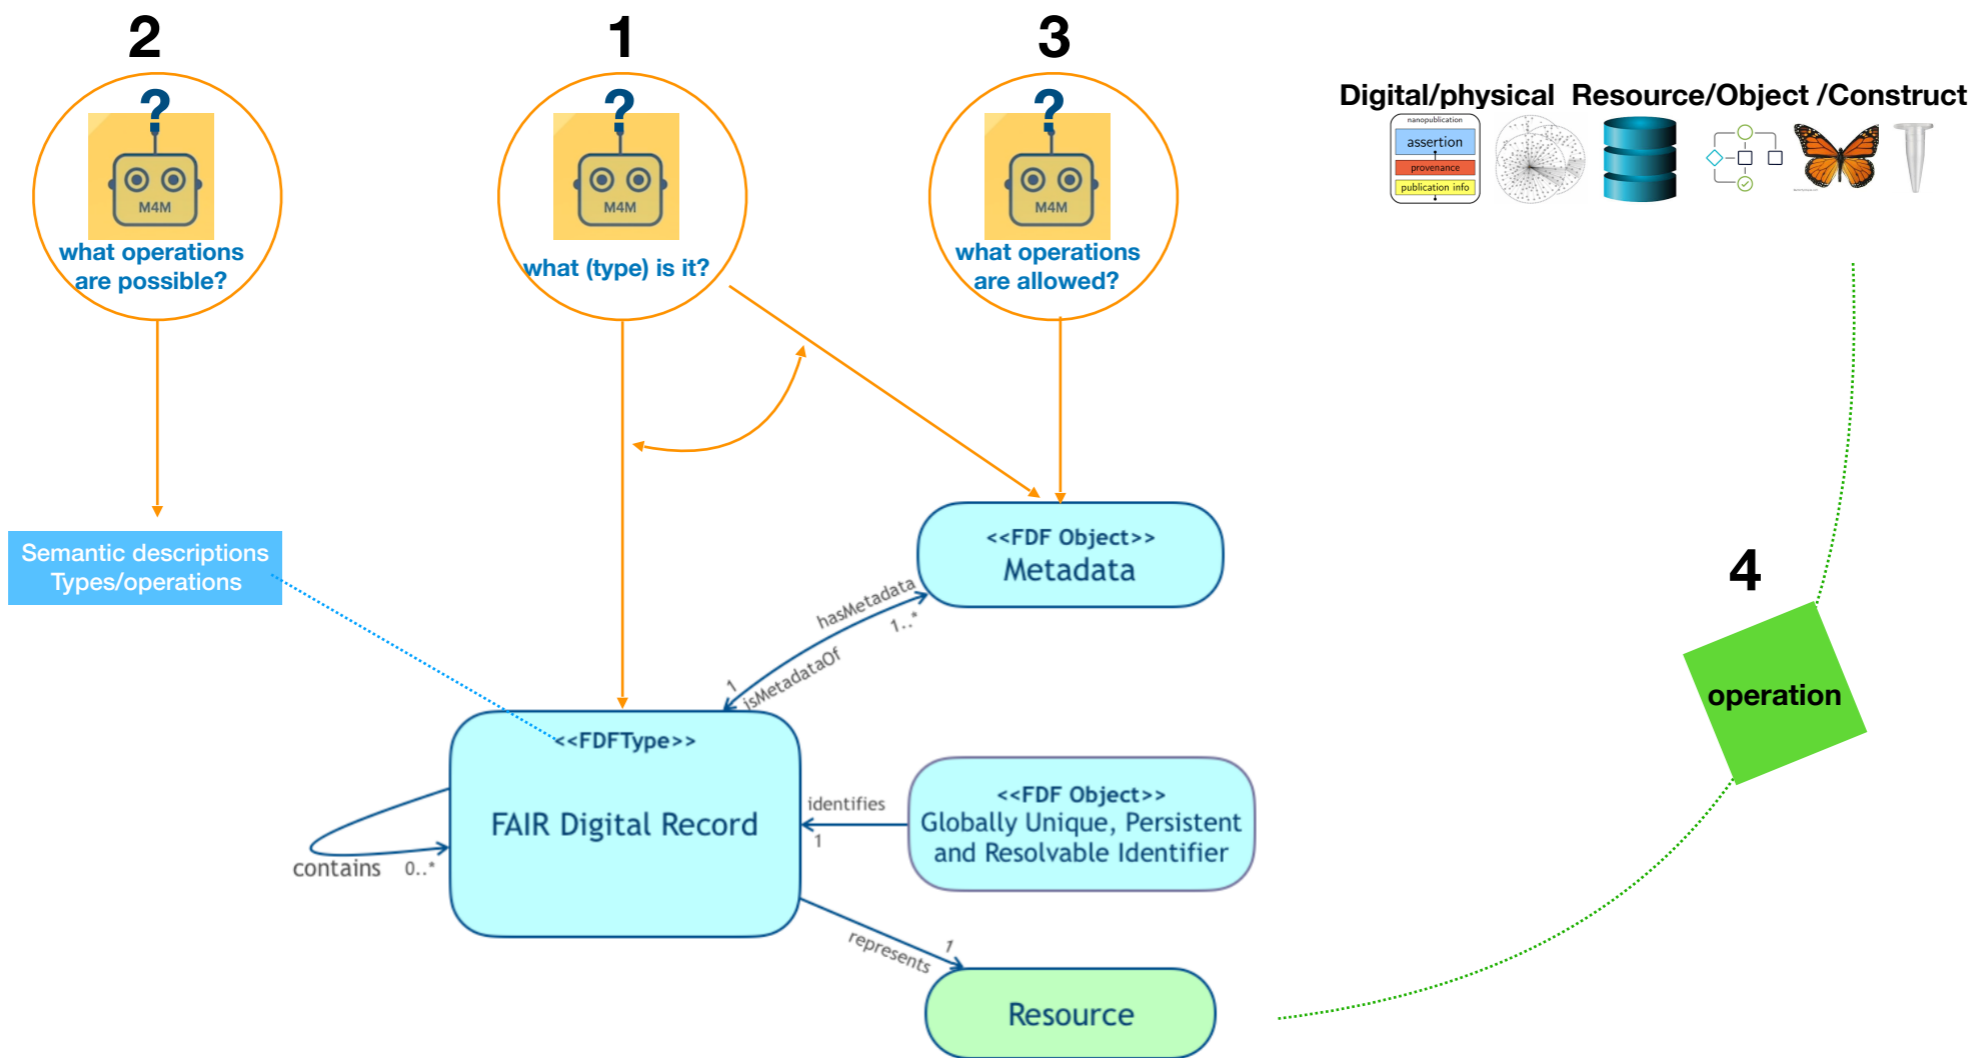 2
1
3
?
?
?
M4M
M4M
M4M
what operations
are possible?
what (type) is it?
what operations
are allowed?
Digital/physical Resource/Object /Construct
nanopublication
assertion
provenance
publication info
Semantic descriptions
Types/operations
<<FDF Object>>
Metadata
hasMetadata
1..*
1
isMetadataOf
4
operation
<<FDFType>>
FAIR Digital Record
contains
0..*
identifies
1
<<FDF Object>>
Globally Unique, Persistent
and Resolvable Identifier
represents
1
Resource